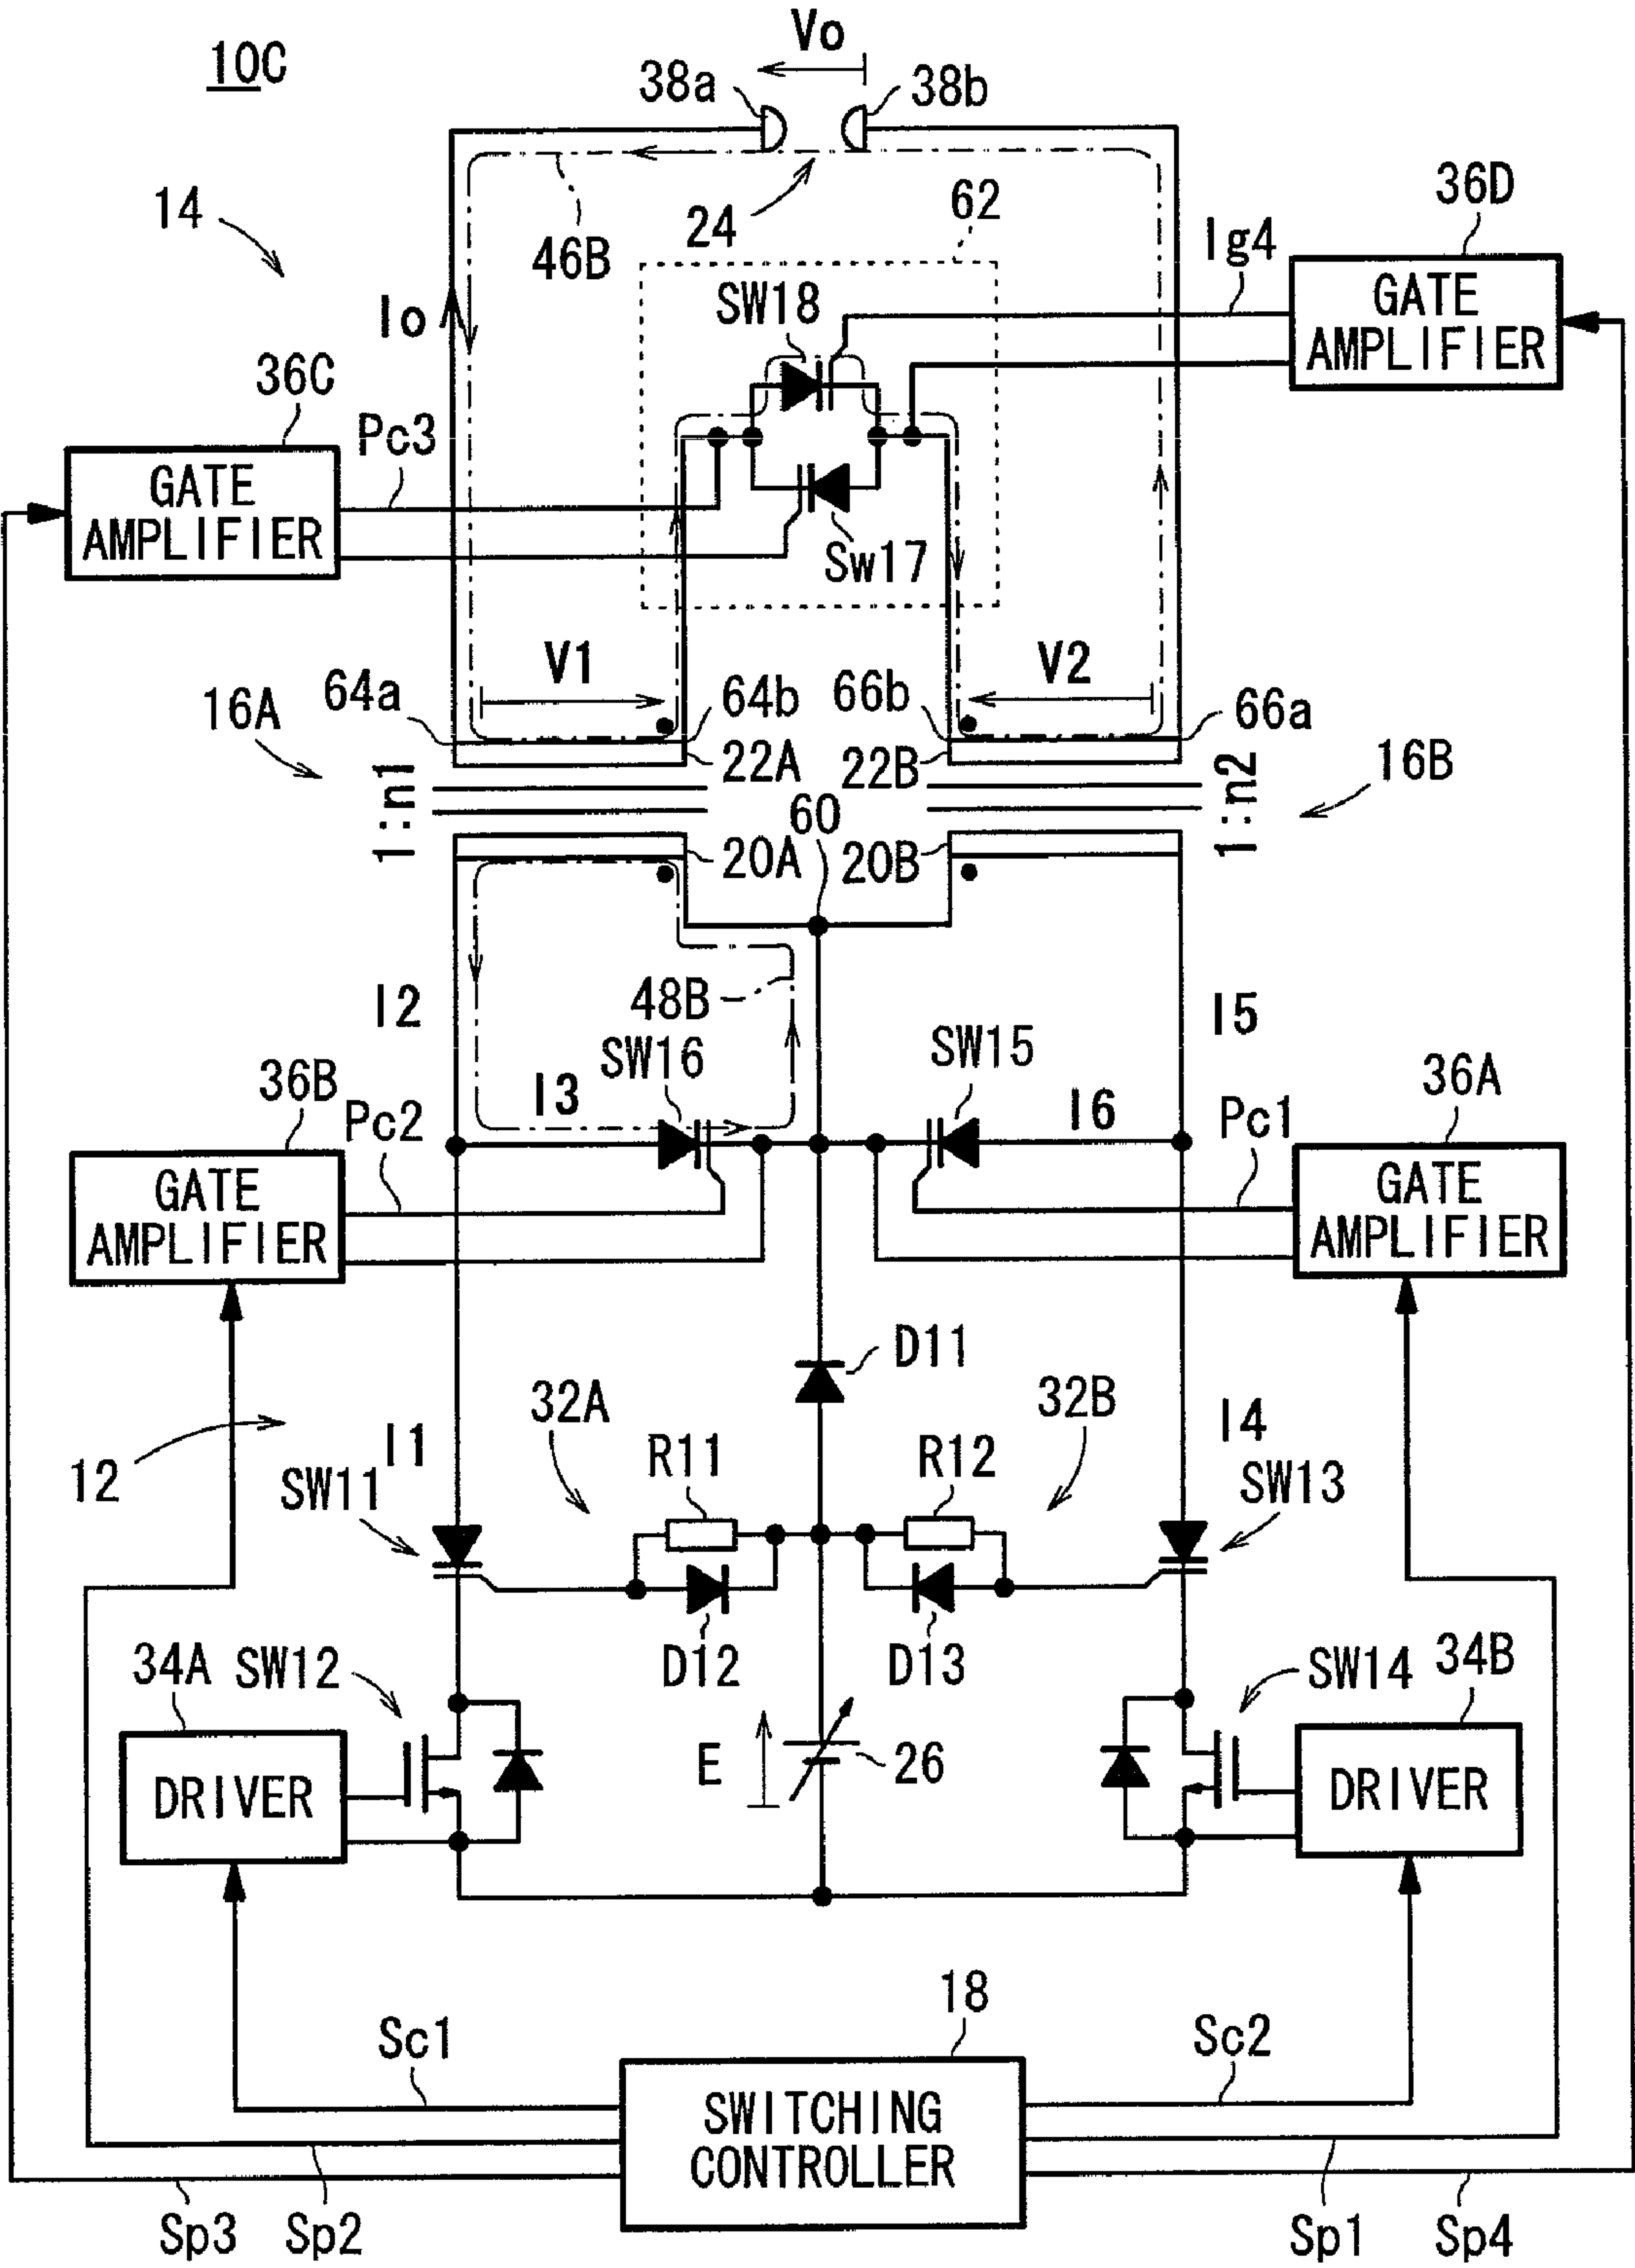 10C
Vo
38a
38b
14
46B
24
62
36D
Ig4
GATE
AMPLIFIER
SW18
Io
36C
Pc3
GATE
AMPLIFIER
Sw17
V1
V2
16A
64a
64b
66b
66a
22A
22B
16B
1:n1
1:n2
60
20A
20B
I2
48B
I5
SW16
SW15
36B
I3
I6
36A
Pc2
Pc1
GATE
AMPLIFIER
GATE
AMPLIFIER
D11
32A
32B
I1
I4
12
SW11
R11
R12
SW13
D12
D13
34A
SW12
SW14
34B
DRIVER
E
26
DRIVER
18
Sc1
Sc2
SWITCHING
CONTROLLER
Sp3
Sp2
Sp1
Sp4